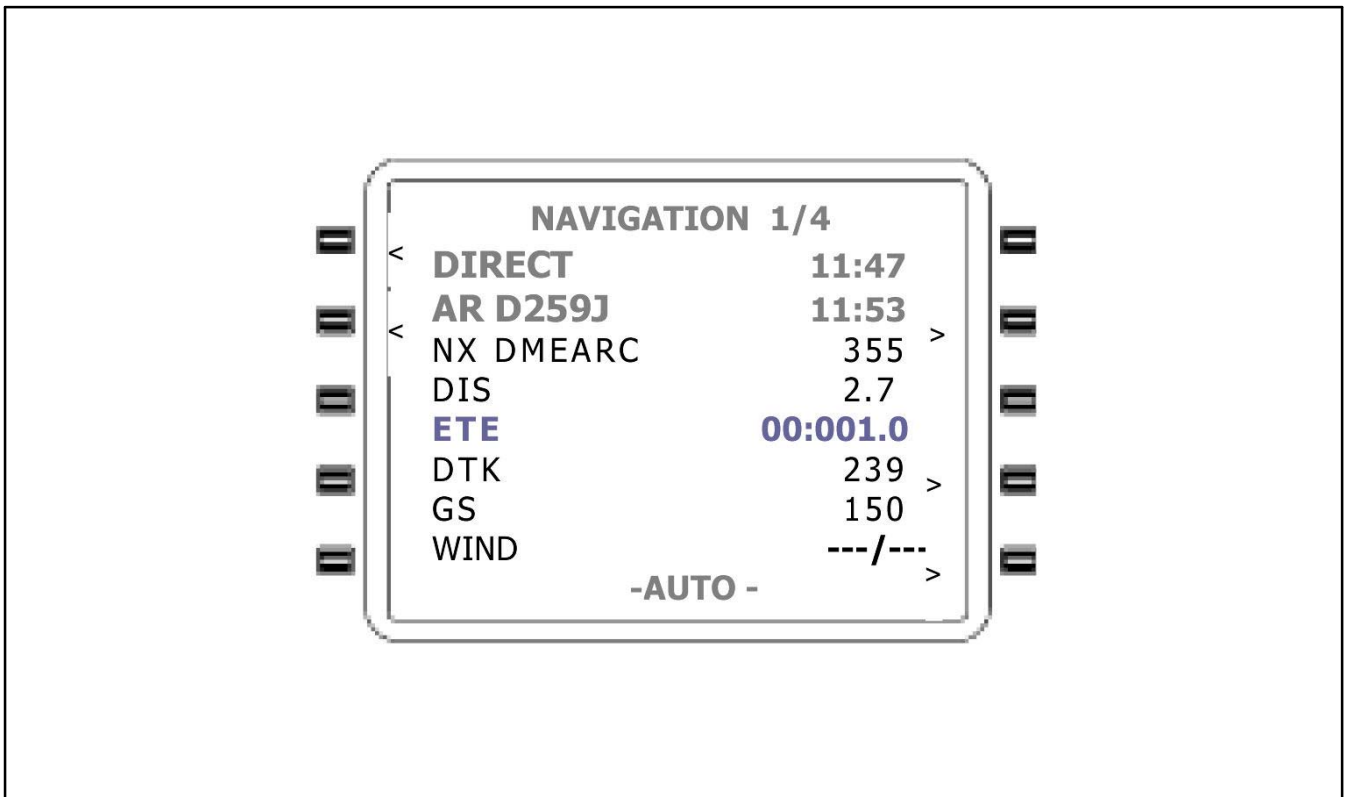 NAVIGATION 1/4
< DIRECT 11:47
AR D259J 11:53
< NX DMEARC 355 >
DIS 2.7
ETE 00:001.0
DTK 239 >
GS 150
WIND ---/---
-AUTO - >